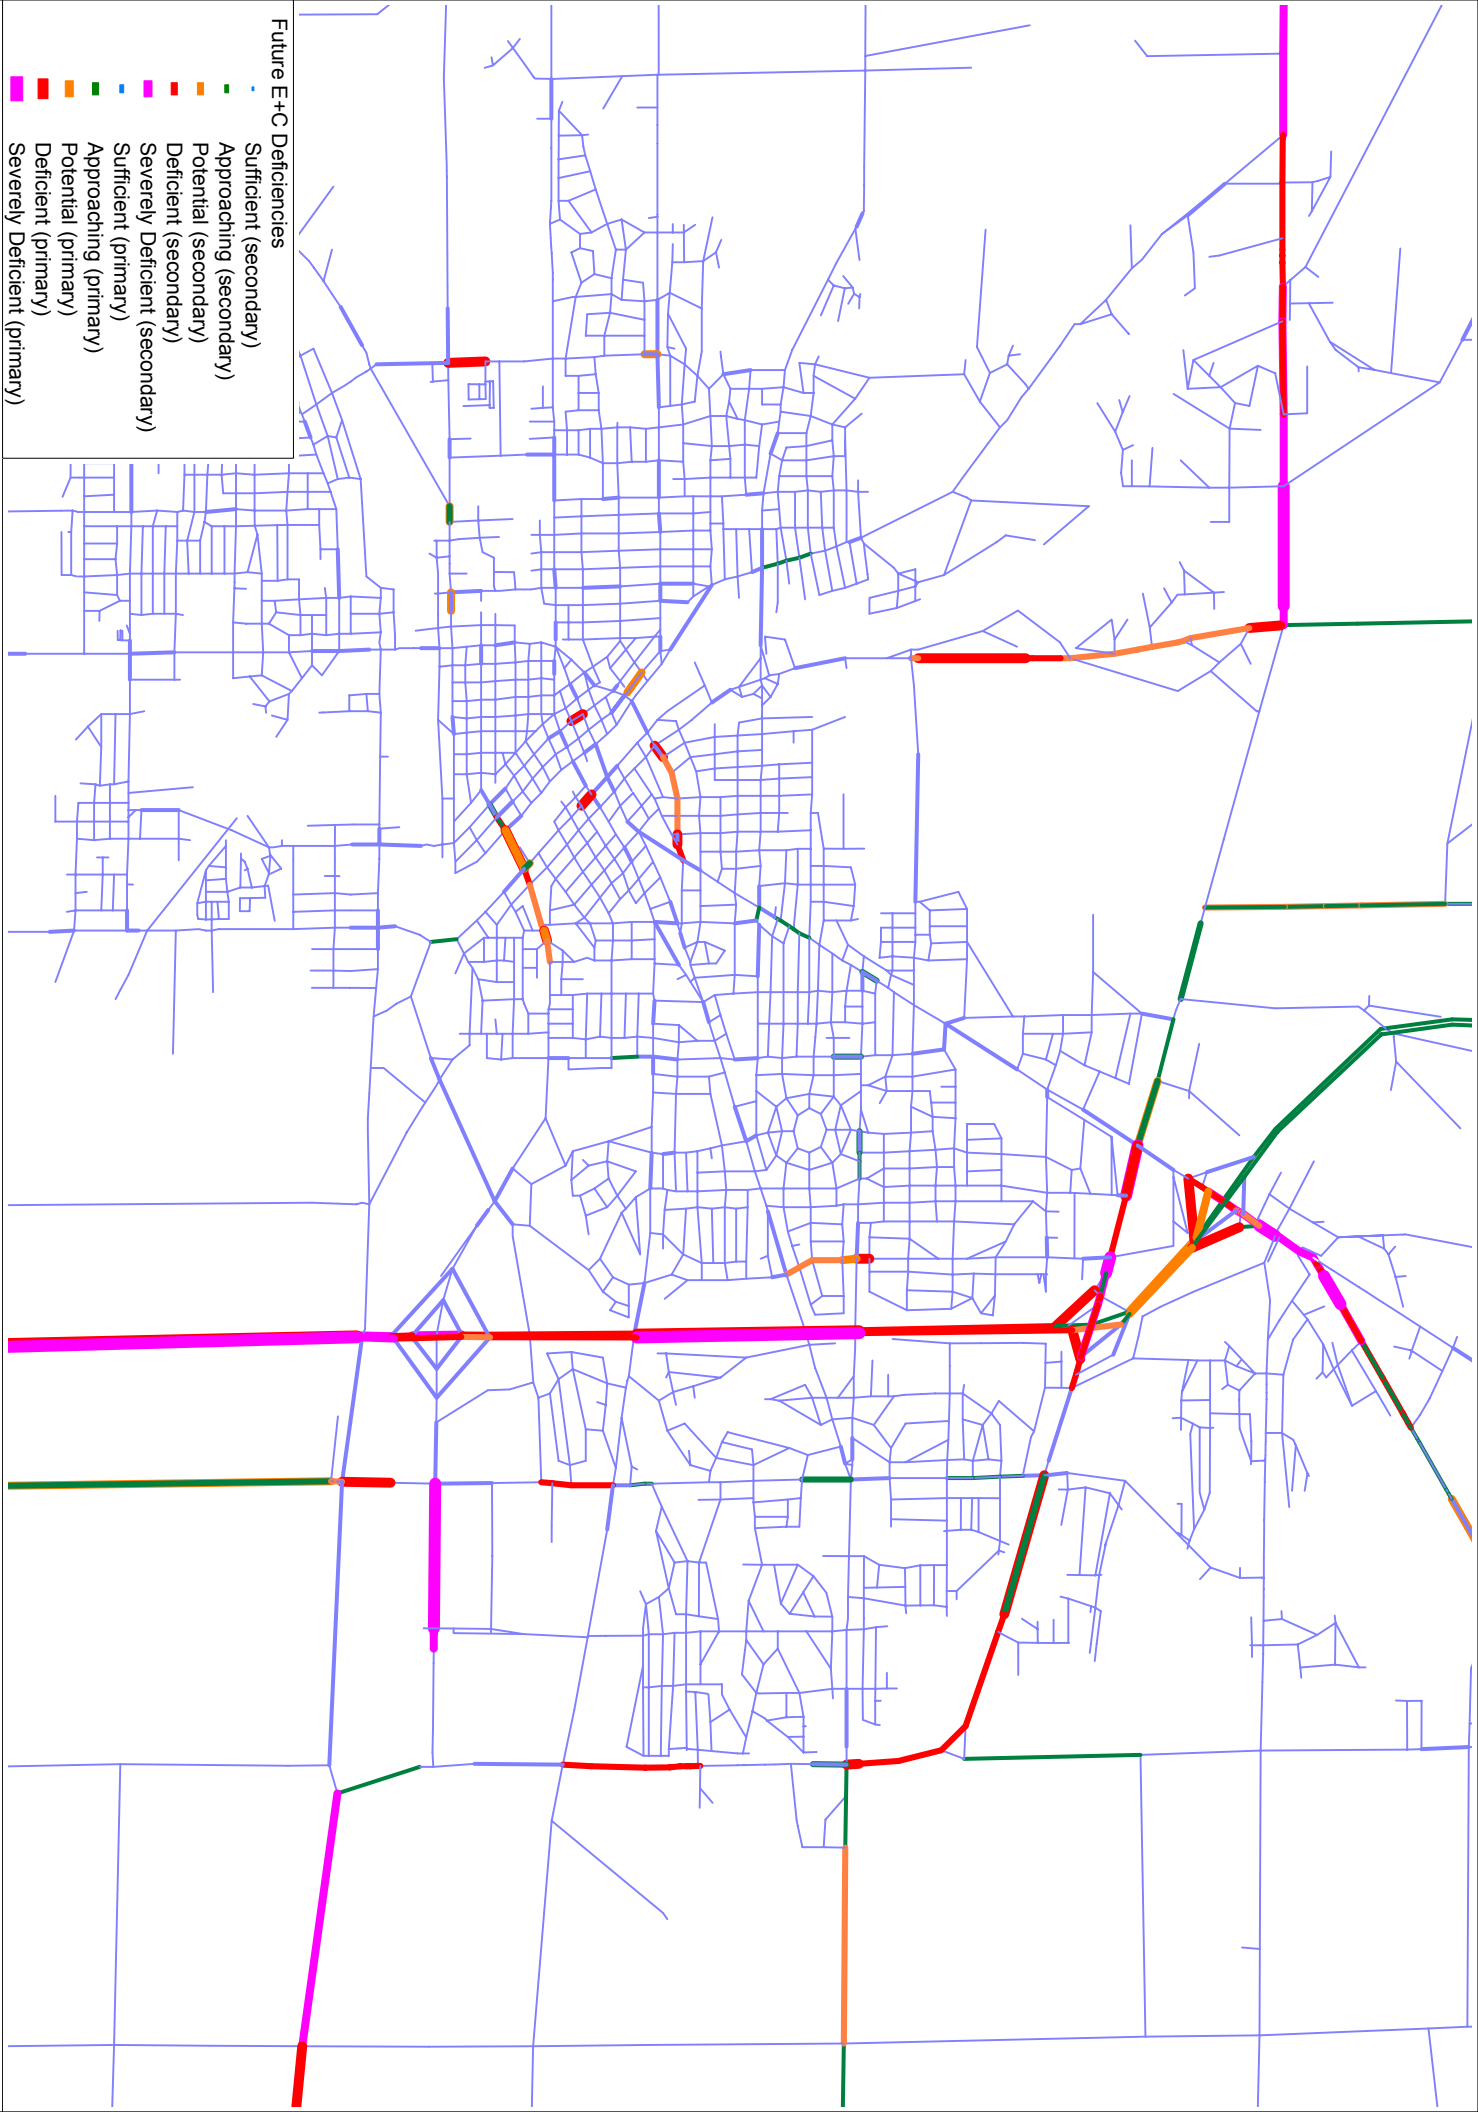 Future E+C Deficiencies
Sufficient (secondary)
Approaching (secondary)
Potential (secondary)
Deficient (secondary)
Severely Deficient (secondary)
Sufficient (primary)
Approaching (primary)
Potential (primary)
Deficient (primary)
Severely Deficient (primary)